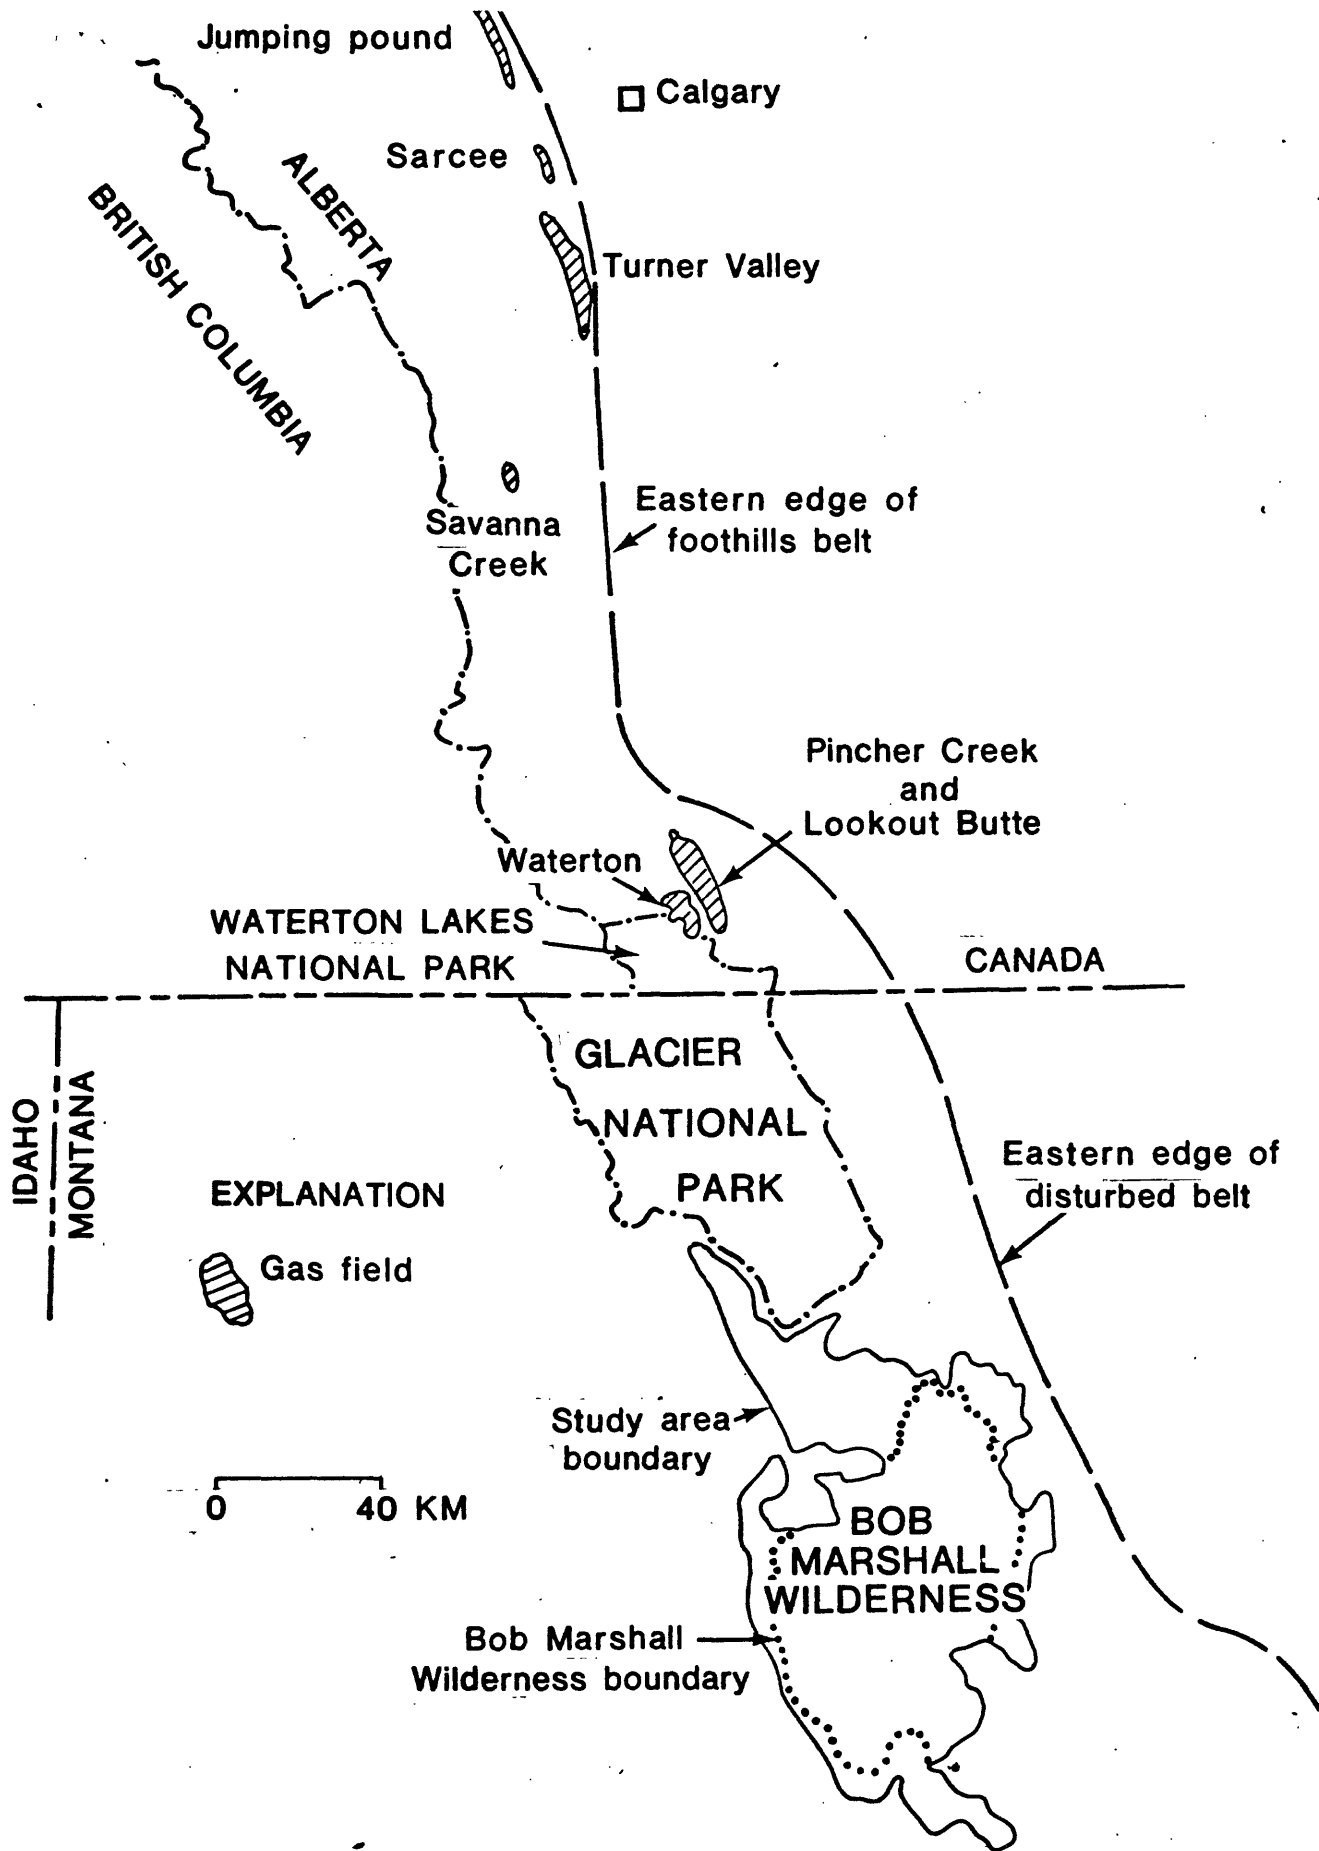 Jumping pound
Calgary
Sarcee
ALBERTA
BRITISH COLUMBIA
Turner Valley
Savanna
Creek
Eastern edge of
foothills belt
Pincher Creek
and
Lookout Butte
Waterton
WATERTON LAKES
NATIONAL PARK
CANADA
GLACIER
NATIONAL
PARK
IDAHO
MONTANA
Eastern edge of
disturbed belt
EXPLANATION
Gas field
Study area
boundary
0 40 KM
BOB
MARSHALL
WILDERNESS
Bob Marshall
Wilderness boundary